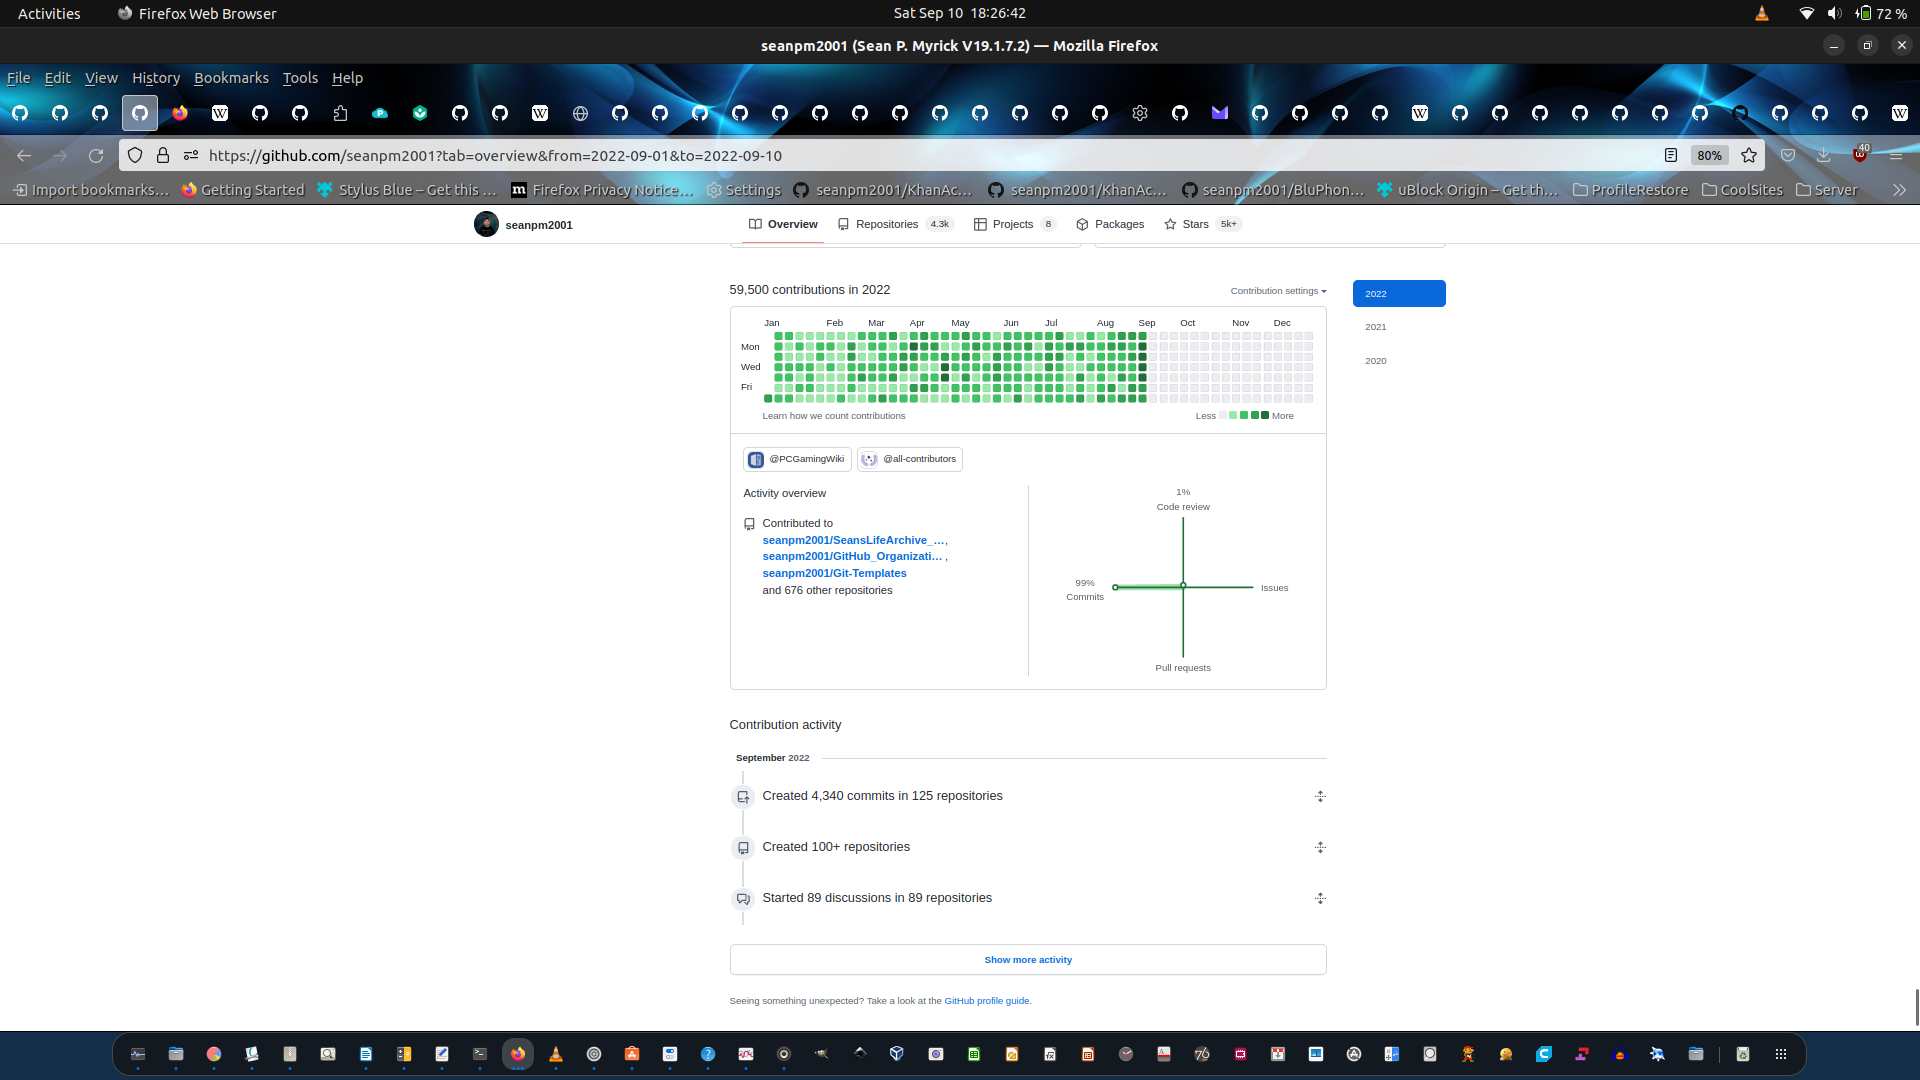 Activities
Firefox Web Browser
Sat Sep 10 18:26:42
72 %
seanpm2001 (Sean P. Myrick V19.1.7.2) — Mozilla Firefox
File Edit View History Bookmarks Tools Help
https://github.com/seanpm2001?tab=overview&from=2022-09-01&to=2022-09-10
80%
40
Import bookmarks… Getting Started Stylus Blue – Get this … Firefox Privacy Notice… Settings seanpm2001/KhanAc… seanpm2001/KhanAc… seanpm2001/BluPhon… uBlock Origin – Get th… ProfileRestore CoolSites Server
seanpm2001
Overview Repositories 4.3k Projects 8 Packages Stars 5k+
59,500 contributions in 2022
Contribution settings
2022
2021
2020
Jan Feb Mar Apr May Jun Jul Aug Sep Oct Nov Dec
Mon
Wed
Fri
Learn how we count contributions
Less More
@PCGamingWiki @all-contributors
Activity overview
Contributed to
seanpm2001/SeansLifeArchive_…,
seanpm2001/GitHub_Organizati… ,
seanpm2001/Git-Templates
and 676 other repositories
1%
Code review
99%
Commits
Issues
Pull requests
Contribution activity
September 2022
Created 4,340 commits in 125 repositories
Created 100+ repositories
Started 89 discussions in 89 repositories
Show more activity
Seeing something unexpected? Take a look at the GitHub profile guide.